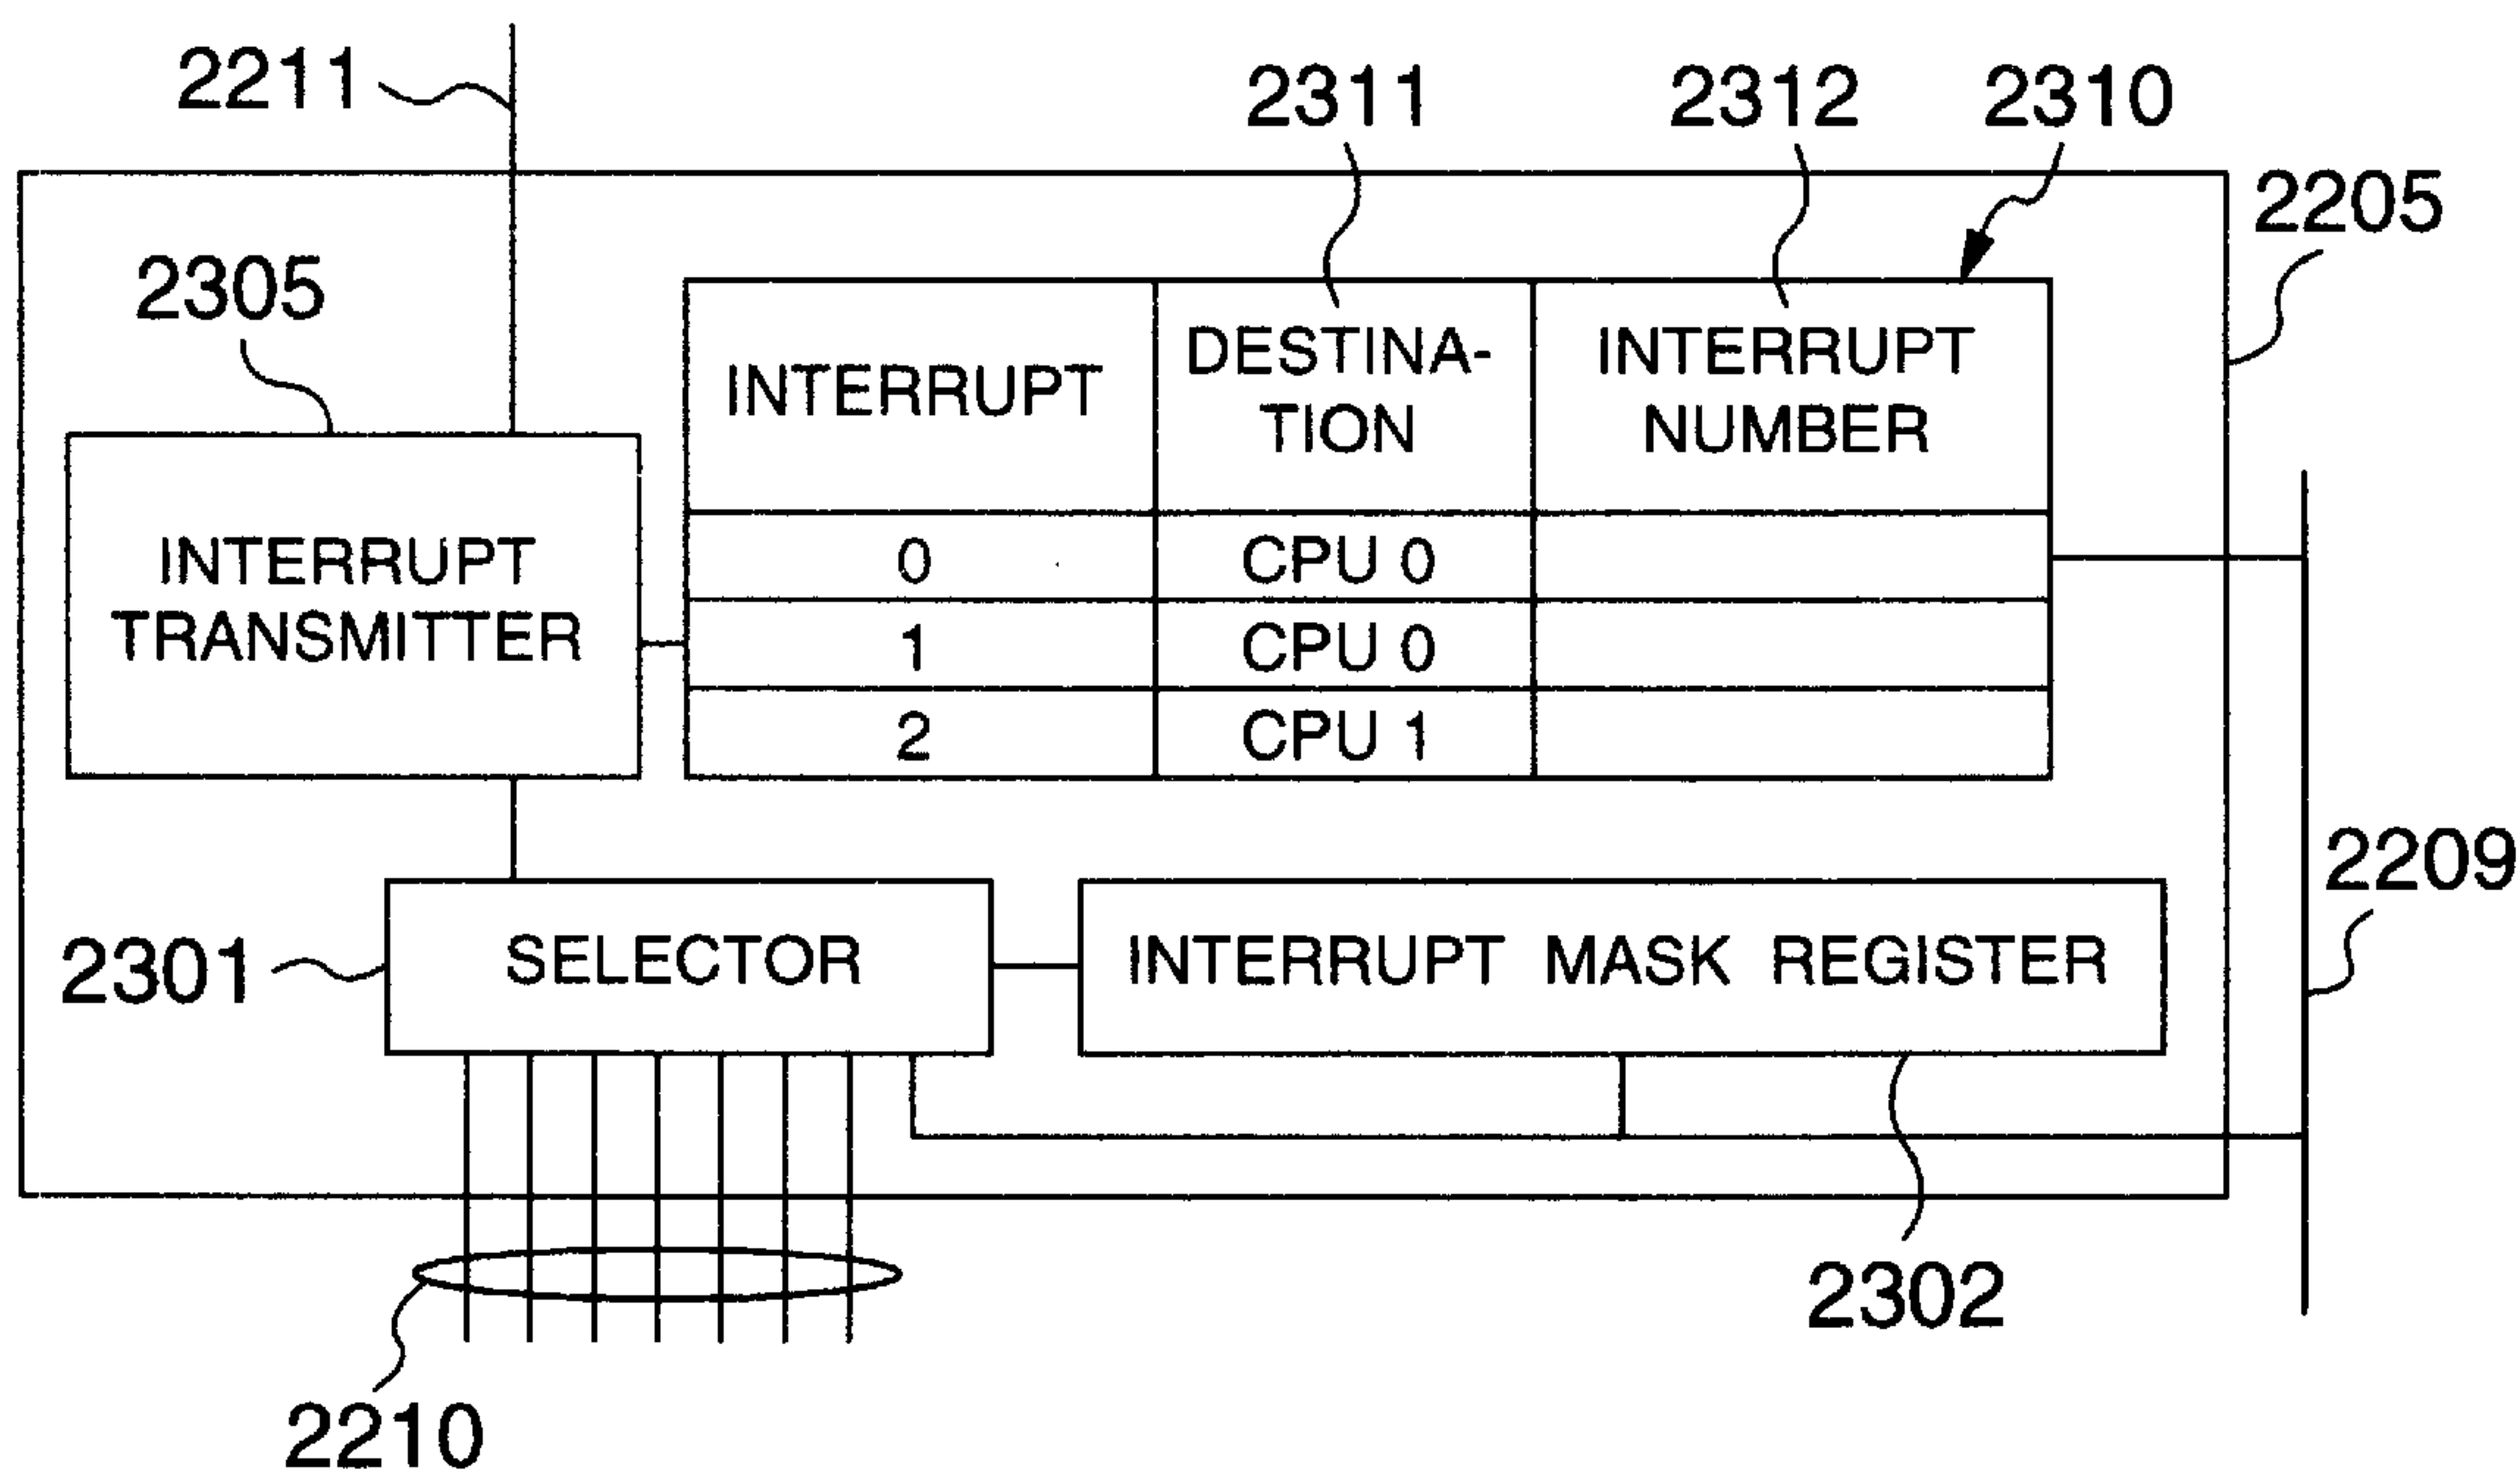 2211
2311
2312
2310
2205
2305
INTERRUPT
DESTINA-
TION
INTERRUPT
NUMBER
0
CPU 0
1
CPU 0
2
CPU 1
INTERRUPT
TRANSMITTER
2209
2301
SELECTOR
INTERRUPT MASK REGISTER
2302
2210